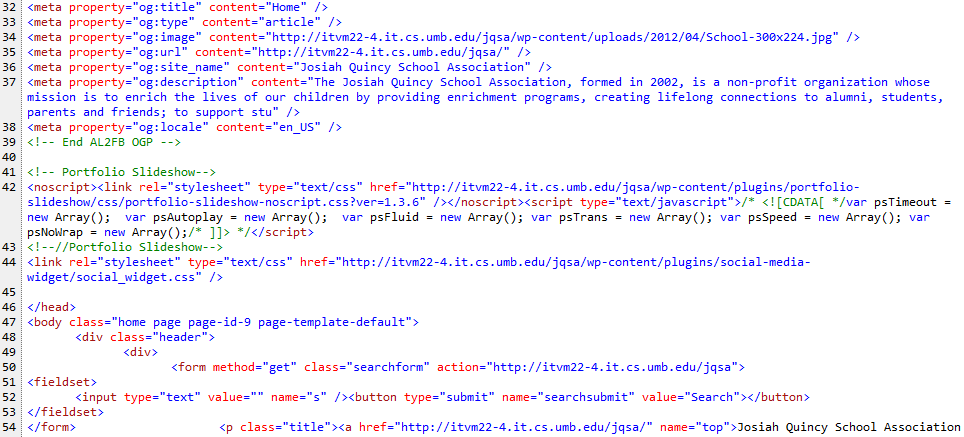 32 <meta property="og:title" content="Home" />
33 <meta property="og:type" content="article" />
34 <meta property="og:image" content="http://itvm22-4.it.cs.umb.edu/jqsa/wp-content/uploads/2012/04/School-300x224.jpg" />
35 <meta property="og:url" content="http://itvm22-4.it.cs.umb.edu/jqsa/" />
36 <meta property="og:site_name" content="Josiah Quincy School Association" />
37 <meta property="og:description" content="The Josiah Quincy School Association, formed in 2002, is a non-profit organization whose
mission is to enrich the lives of our children by providing enrichment programs, creating lifelong connections to alumni, students,
parents and friends; to support stu" />
38 <meta property="og:locale" content="en_US" />
39 <!-- End AL2FB OGP -->
40
41 <!-- Portfolio Slideshow-->
42 <noscript><link rel="stylesheet" type="text/css" href="http://itvm22-4.it.cs.umb.edu/jqsa/wp-content/plugins/portfolio-
slideshow/css/portfolio-slideshow-noscript.css?ver=1.3.6" /></noscript><script type="text/javascript">/* <![CDATA[ */var psTimeout =
new Array();  var psAutoplay = new Array();  var psFluid = new Array(); var psTrans = new Array(); var psSpeed = new Array(); var
psNoWrap = new Array();/* ]]> */</script>
43 <!--//Portfolio Slideshow-->
44 <link rel="stylesheet" type="text/css" href="http://itvm22-4.it.cs.umb.edu/jqsa/wp-content/plugins/social-media-
widget/social_widget.css" />
45
46 </head>
47 <body class="home page page-id-9 page-template-default">
48 <div class="header">
49 <div>
50 <form method="get" class="searchform" action="http://itvm22-4.it.cs.umb.edu/jqsa">
51 <fieldset>
52 <input type="text" value="" name="s" /><button type="submit" name="searchsubmit" value="Search"></button>
53 </fieldset>
54 </form> <p class="title"><a href="http://itvm22-4.it.cs.umb.edu/jqsa/" name="top">Josiah Quincy School Association